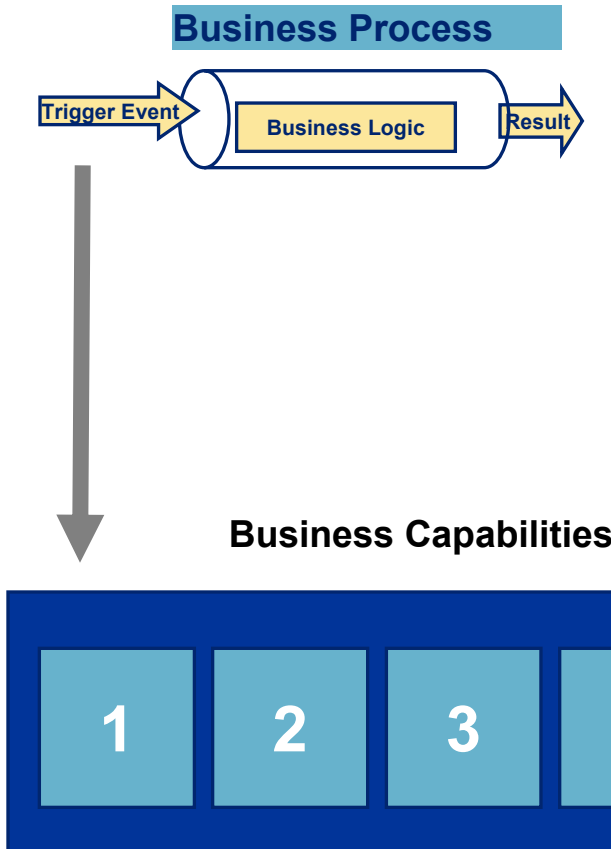 Business Process
Trigger Event
Business Logic
Result
Business Capabilities
1
2
3